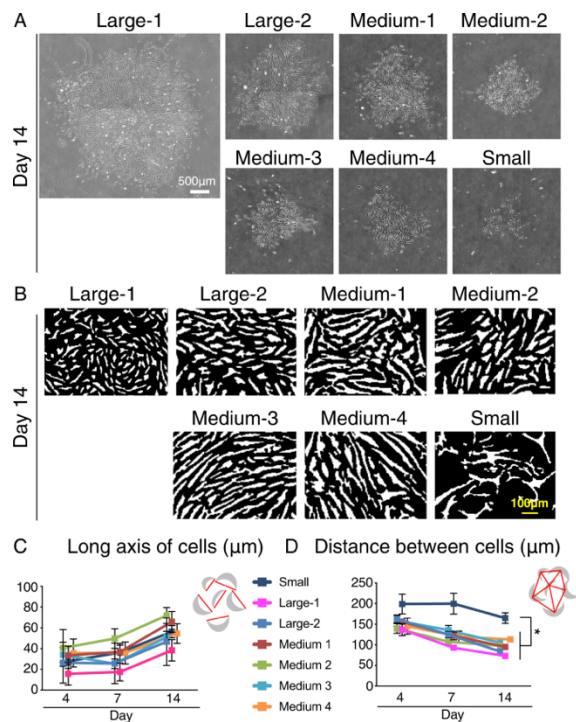 A
Large-1
Large-2
Medium-1
Medium-2
Day 14
500μm
Medium-3
Medium-4
Small
B
Large-1
Large-2
Medium-1
Medium-2
Day 14
Medium-3
Medium-4
Small
100μm
C
Long axis of cells (μm)
D
Distance between cells (μm)
100
80
60
40
20
0
4
7
14
Day
Small
Large-1
Large-2
Medium 1
Medium 2
Medium 3
Medium 4
250
200
150
100
50
0
*
4
7
14
Day